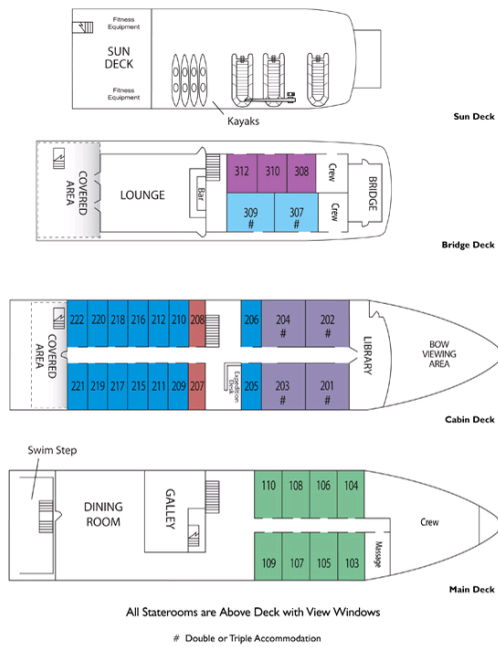 Fitness
Equipment
SUN
DECK
Fitness
Equipment
Kayaks
Sun Deck
COVERED
AREA
LOUNGE
Bar
312 310 308
Crew
309
#
307
#
Crew
BRIDGE
Bridge Deck
COVERED
AREA
222 220 218 216 212 210 208
206
204
#
202
#
221 219 217 215 211 209 207
Expedition
Desk
205
203
#
201
#
LIBRARY
BOW
VIEWING
AREA
Cabin Deck
Swim Step
DINING
ROOM
GALLEY
110 108 106 104
109 107 105 103
Massage
Crew
Main Deck
All Staterooms are Above Deck with View Windows
# Double or Triple Accommodation